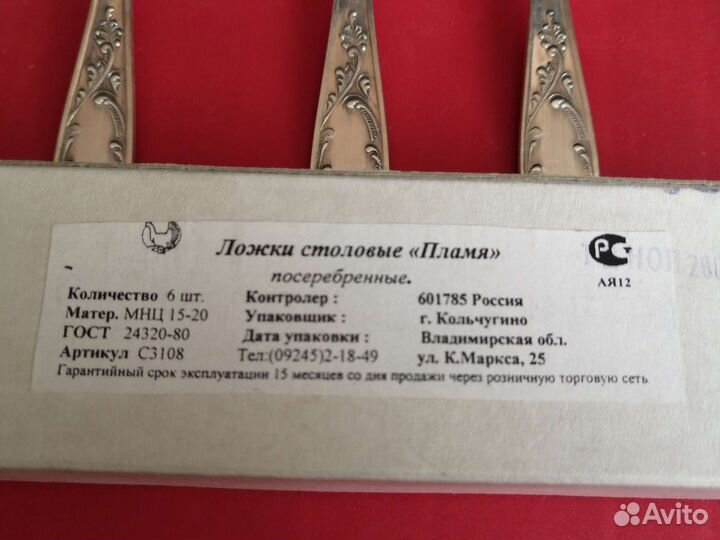 Ложки столовые «Пламя»
посеребренные.
Количество 6 шт.
Матер. МНЦ 15-20
ГОСТ 24320-80
Артикул С3108
Контролер :
Упаковщик :
Дата упаковки :
Тел:(09245)2-18-49
601785 Россия
г. Кольчугино
Владимирская обл.
ул. К.Маркса, 25
Гарантийный срок эксплуатации 15 месяцев со дня продажи через розничную торговую сеть.
РСТ
АЯ12
Avito